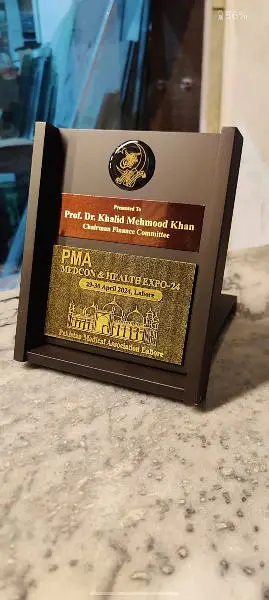 56%
Presented To
Prof. Dr. Khalid Mehmood Khan
Chairman Finance Committee
PMA
MEDCON & HEALTH EXPO-24
29-30 April 2024, Lahore
Pakistan Medical Association Lahore